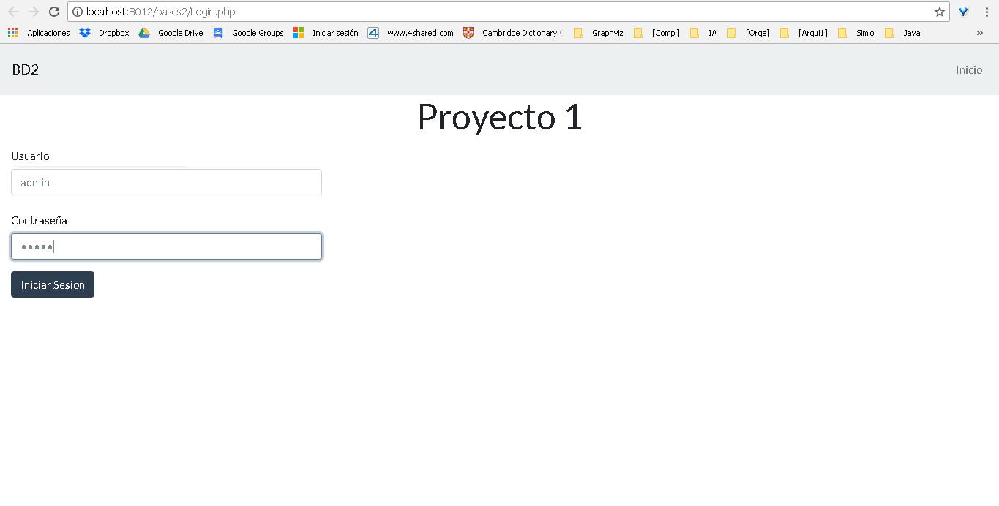 localhost:8012/bases2/Login.php
Aplicaciones Dropbox Google Drive Google Groups Iniciar sesión 4 www.4shared.com Cambridge Dictionary Graphviz [Compi] IA [Orga] [Arqui1] Simio Java »
BD2 Inicio
Proyecto 1
Usuario
admin
Contraseña
•••••
Iniciar Sesion